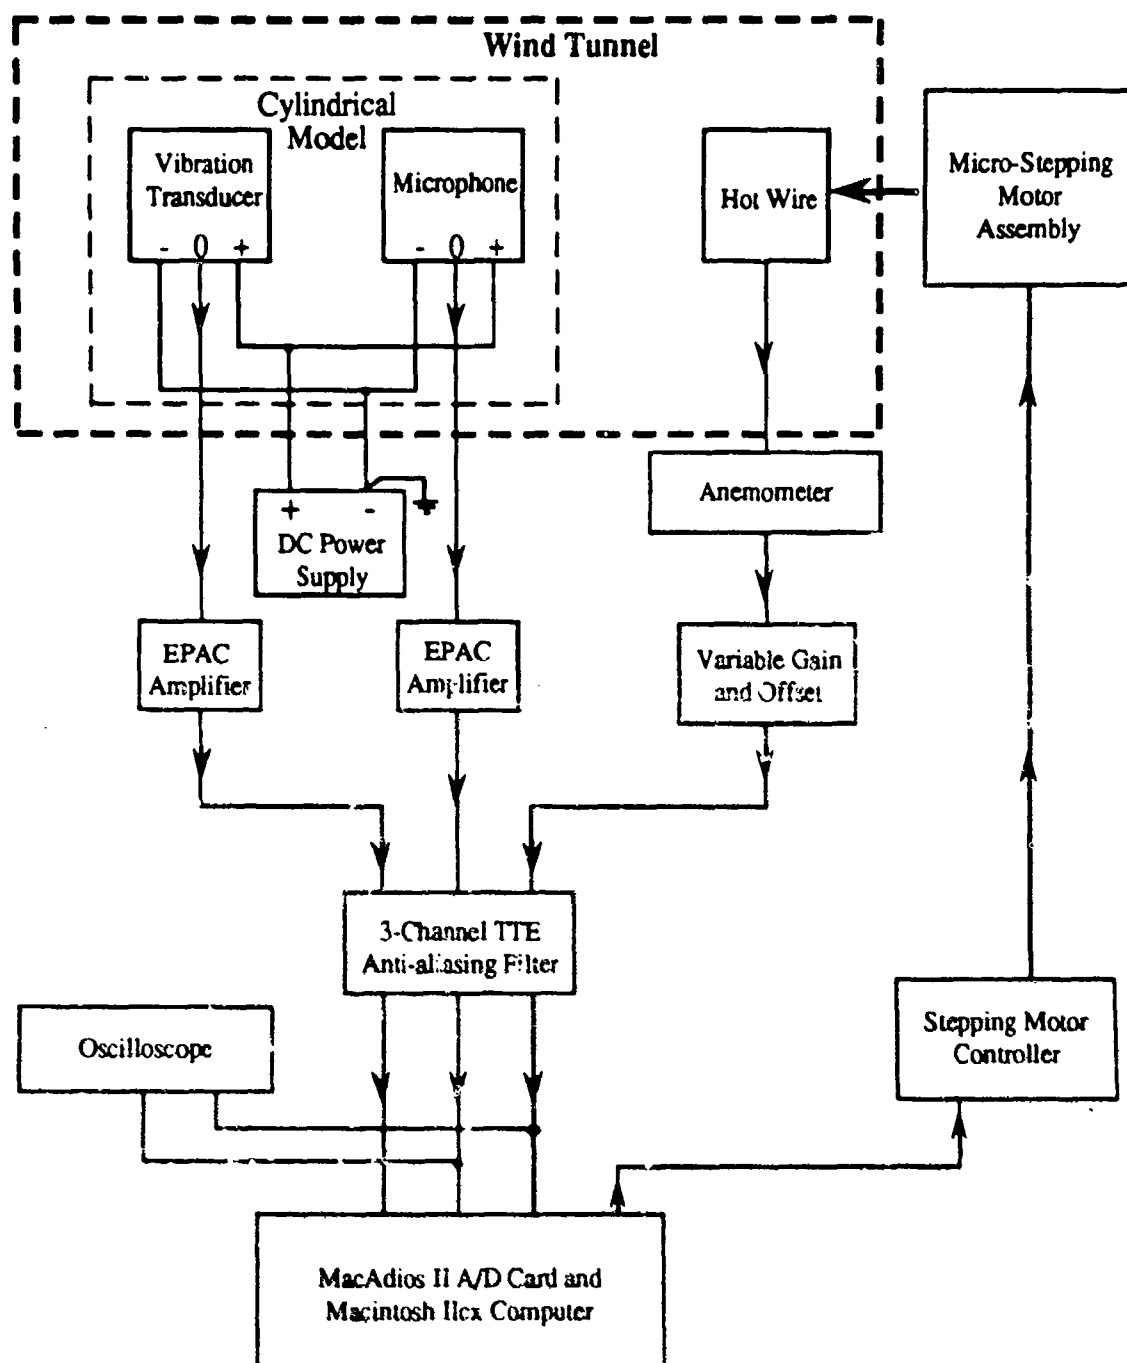 Wind Tunnel
Cylindrical
Model
Vibration
Transducer
- 0 +
Microphone
- 0 +
Hot Wire
Micro-Stepping
Motor
Assembly
+ -
DC Power
Supply
Anemometer
EPAC
Amplifier
EPAC
Amplifier
Variable Gain
and Offset
3-Channel TTE
Anti-aliasing Filter
Oscilloscope
Stepping Motor
Controller
MacAdios II A/D Card and
Macintosh IIcx Computer